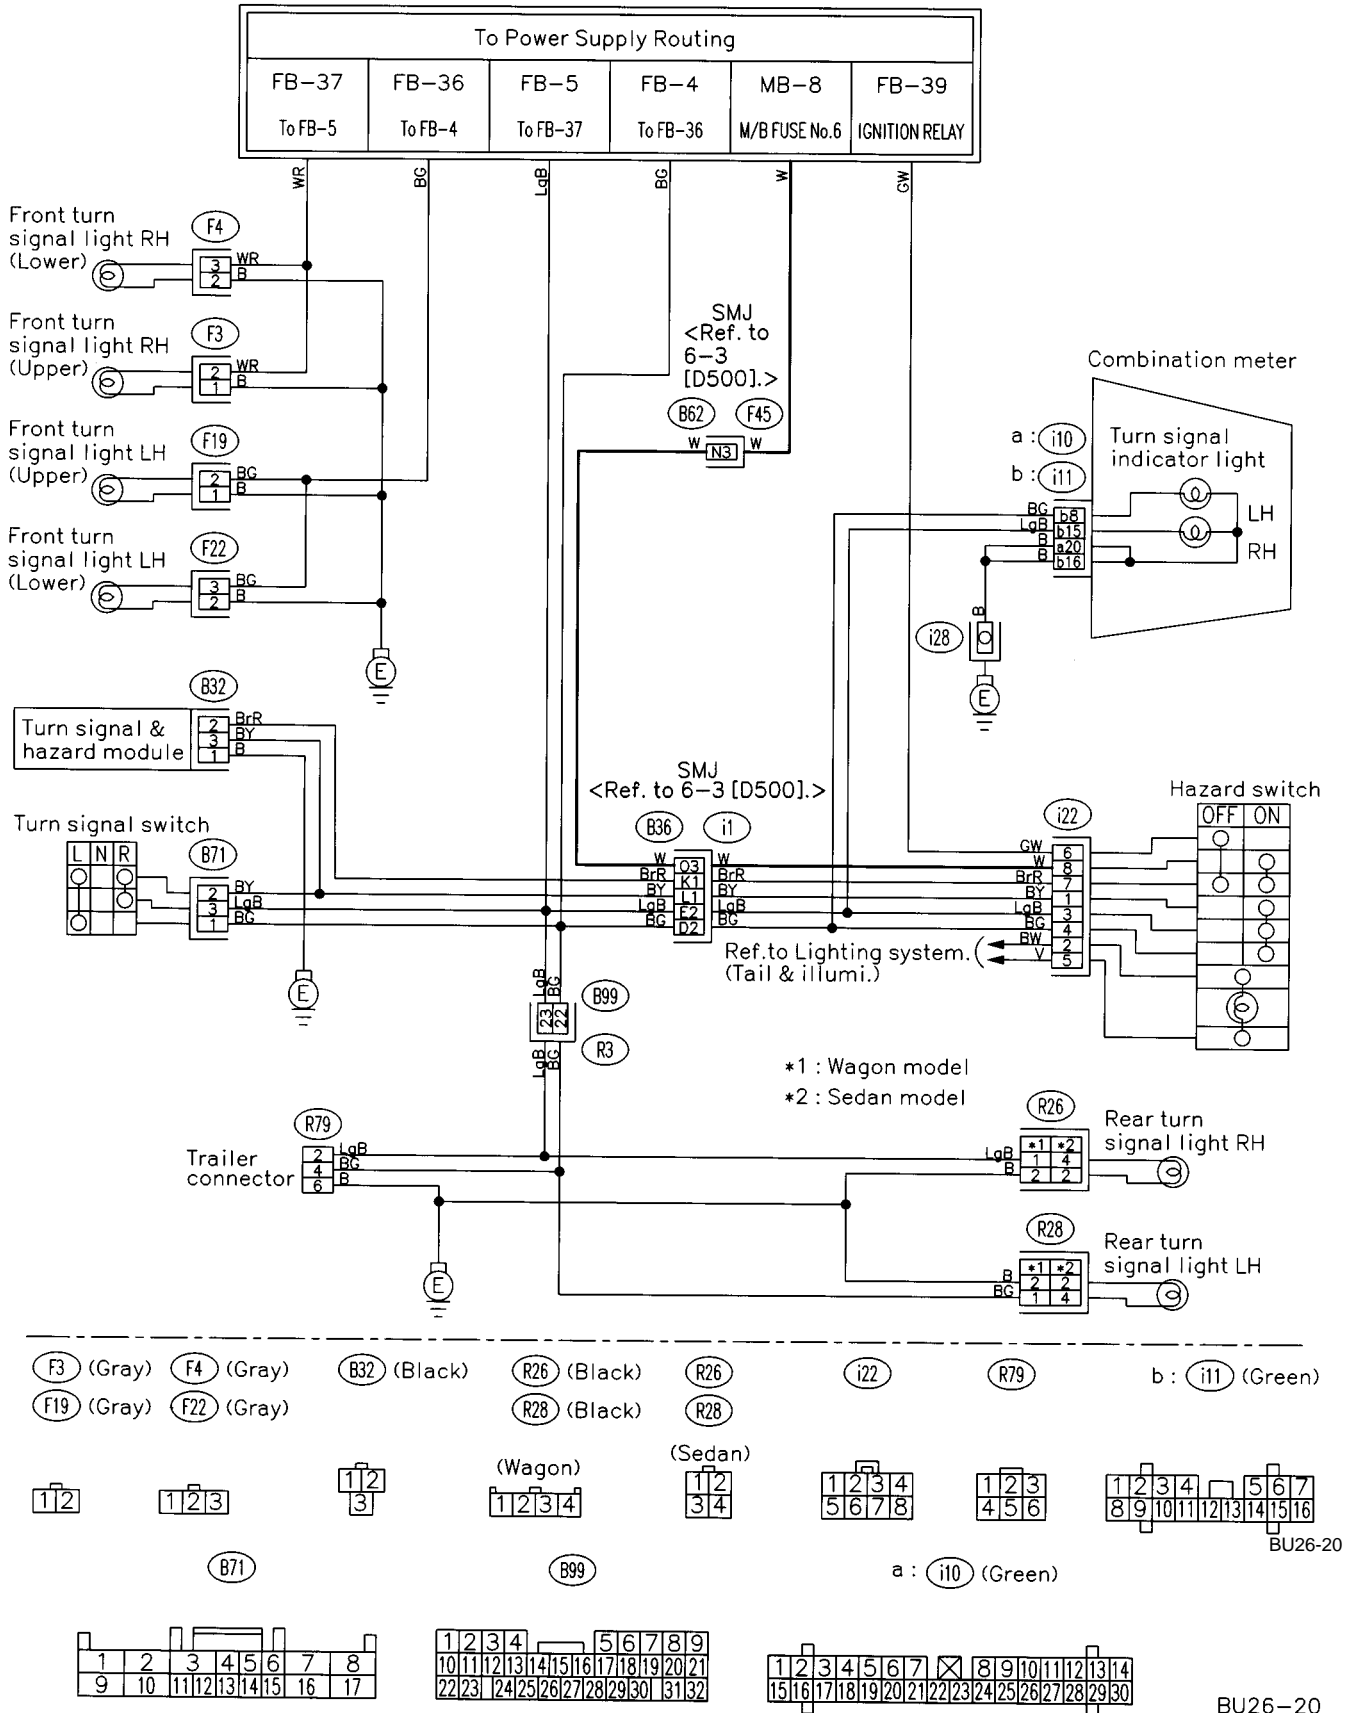 To Power Supply Routing
FB-37 FB-36 FB-5 FB-4 MB-8 FB-39
To FB-5 To FB-4 To FB-37 To FB-36 M/B FUSE No.6 IGNITION RELAY
WR BG LgB BG W GW
Front turn
signal light RH
(Lower)
F4
3 WR
2 B
Front turn
signal light RH
(Upper)
F3
2 WR
1 B
Front turn
signal light LH
(Upper)
F19
2 BG
1 B
Front turn
signal light LH
(Lower)
F22
3 BG
2 B
E
SMJ
<Ref. to
6-3
[D500].>
B62 F45
W N3 W
Combination meter
a : i10
b : i11
Turn signal
indicator light
BG b8
LgB b15
B a20
B b16
LH
RH
B
i28
E
B32
Turn signal &
hazard module
2 BrR
3 BY
1 B
E
Turn signal switch
L N R
B71
2 BY
3 LgB
1 BG
SMJ
<Ref. to 6-3 [D500].>
B36 i1
W O3 W
BrR K1 BrR
BY L1 BY
LgB E2 LgB
BG D2 BG
i22
GW 6
W 8
BrR 7
BY 1
LgB 3
BG 4
BW 2
V 5
Ref.to Lighting system.
(Tail & illumi.)
Hazard switch
OFF ON
LgB BG
23 22
B99
R3
LgB BG
*1 : Wagon model
*2 : Sedan model
R79
Trailer
connector
2 LgB
4 BG
6 B
E
R26
*1 *2
LgB 1 4
B 2 2
Rear turn
signal light RH
R28
*1 *2
B 2 2
BG 1 4
Rear turn
signal light LH
F3 (Gray) F4 (Gray) B32 (Black) R26 (Black) R26 i22 R79 b : i11 (Green)
F19 (Gray) F22 (Gray) R28 (Black) R28
(Wagon) (Sedan)
1 2
1 2 3
1 2
3
1 2 3 4
1 2
3 4
1 2 3 4
5 6 7 8
1 2 3
4 5 6
1 2 3 4 5 6 7
8 9 10 11 12 13 14 15 16
BU26-20
B71 B99 a : i10 (Green)
1 2 3 4 5 6 7 8
9 10 11 12 13 14 15 16 17
1 2 3 4 5 6 7 8 9
10 11 12 13 14 15 16 17 18 19 20 21
22 23 24 25 26 27 28 29 30 31 32
1 2 3 4 5 6 7 8 9 10 11 12 13 14
15 16 17 18 19 20 21 22 23 24 25 26 27 28 29 30
BU26-20